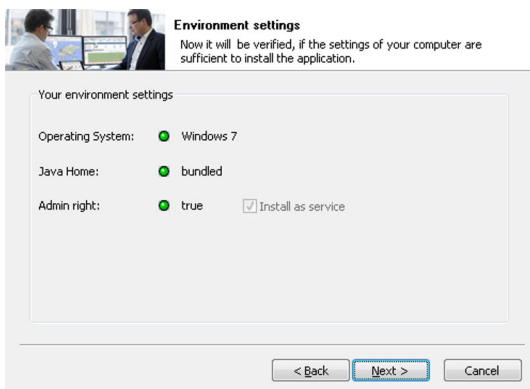 Environment settings
Now it will be verified, if the settings of your computer are
sufficient to install the application.
Your environment settings
Operating System: Windows 7
Java Home: bundled
Admin right: true Install as service
< Back Next > Cancel